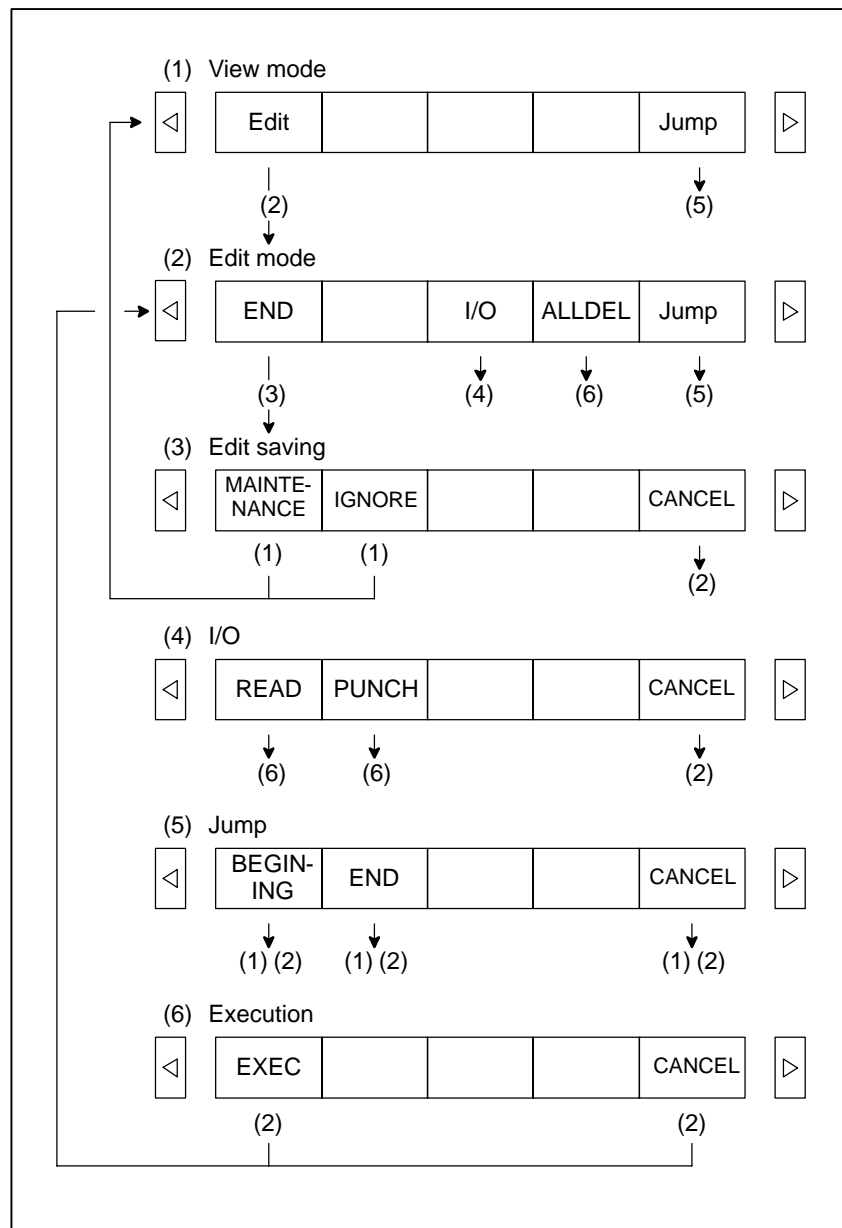 (1) View mode
Edit Jump
(2) (5)
(2) Edit mode
END I/O ALLDEL Jump
(3) (4) (6) (5)
(3) Edit saving
MAINTE-
NANCE IGNORE CANCEL
(1) (1) (2)
(4) I/O
READ PUNCH CANCEL
(6) (6) (2)
(5) Jump
BEGIN-
ING END CANCEL
(1) (2) (1) (2) (1) (2)
(6) Execution
EXEC CANCEL
(2) (2)